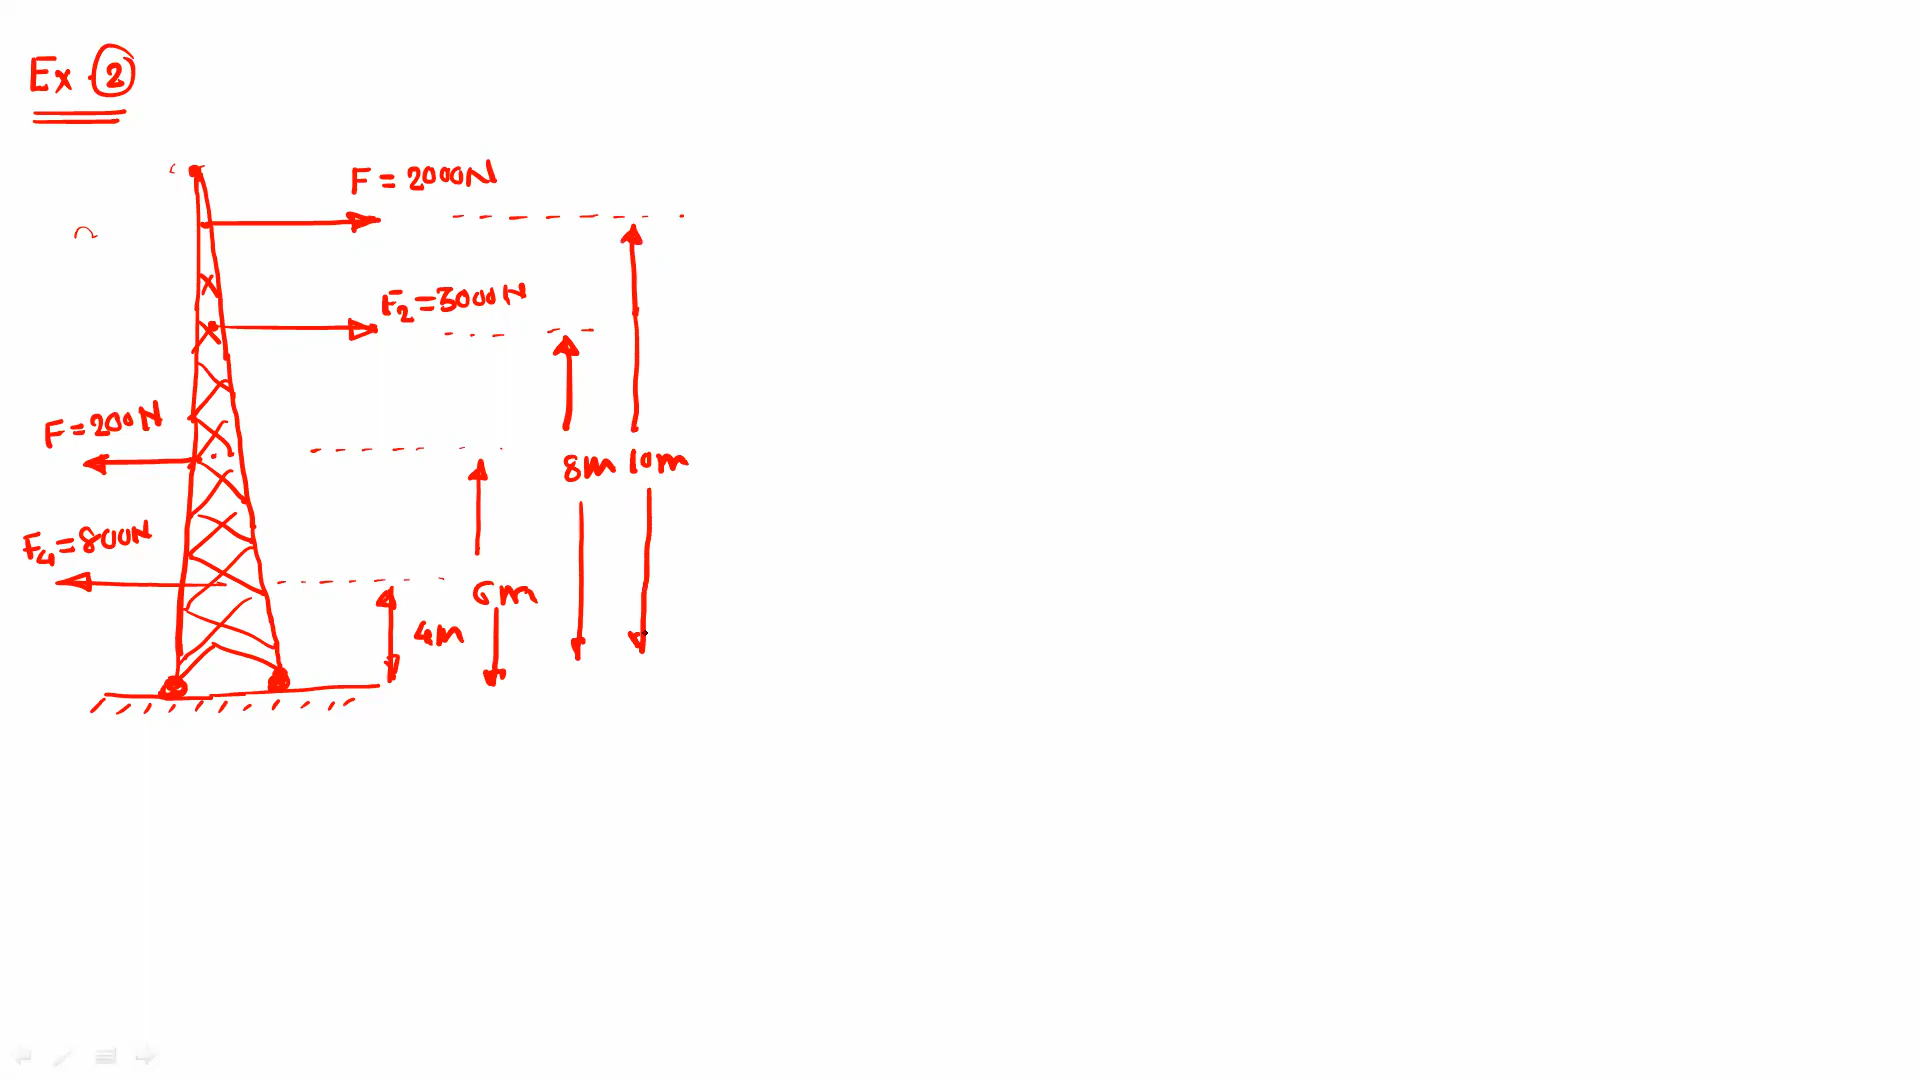 Ex. 2
F = 2000N
F2 = 3000N
F = 200N
8m 10m
F4 = 800N
6m
4m